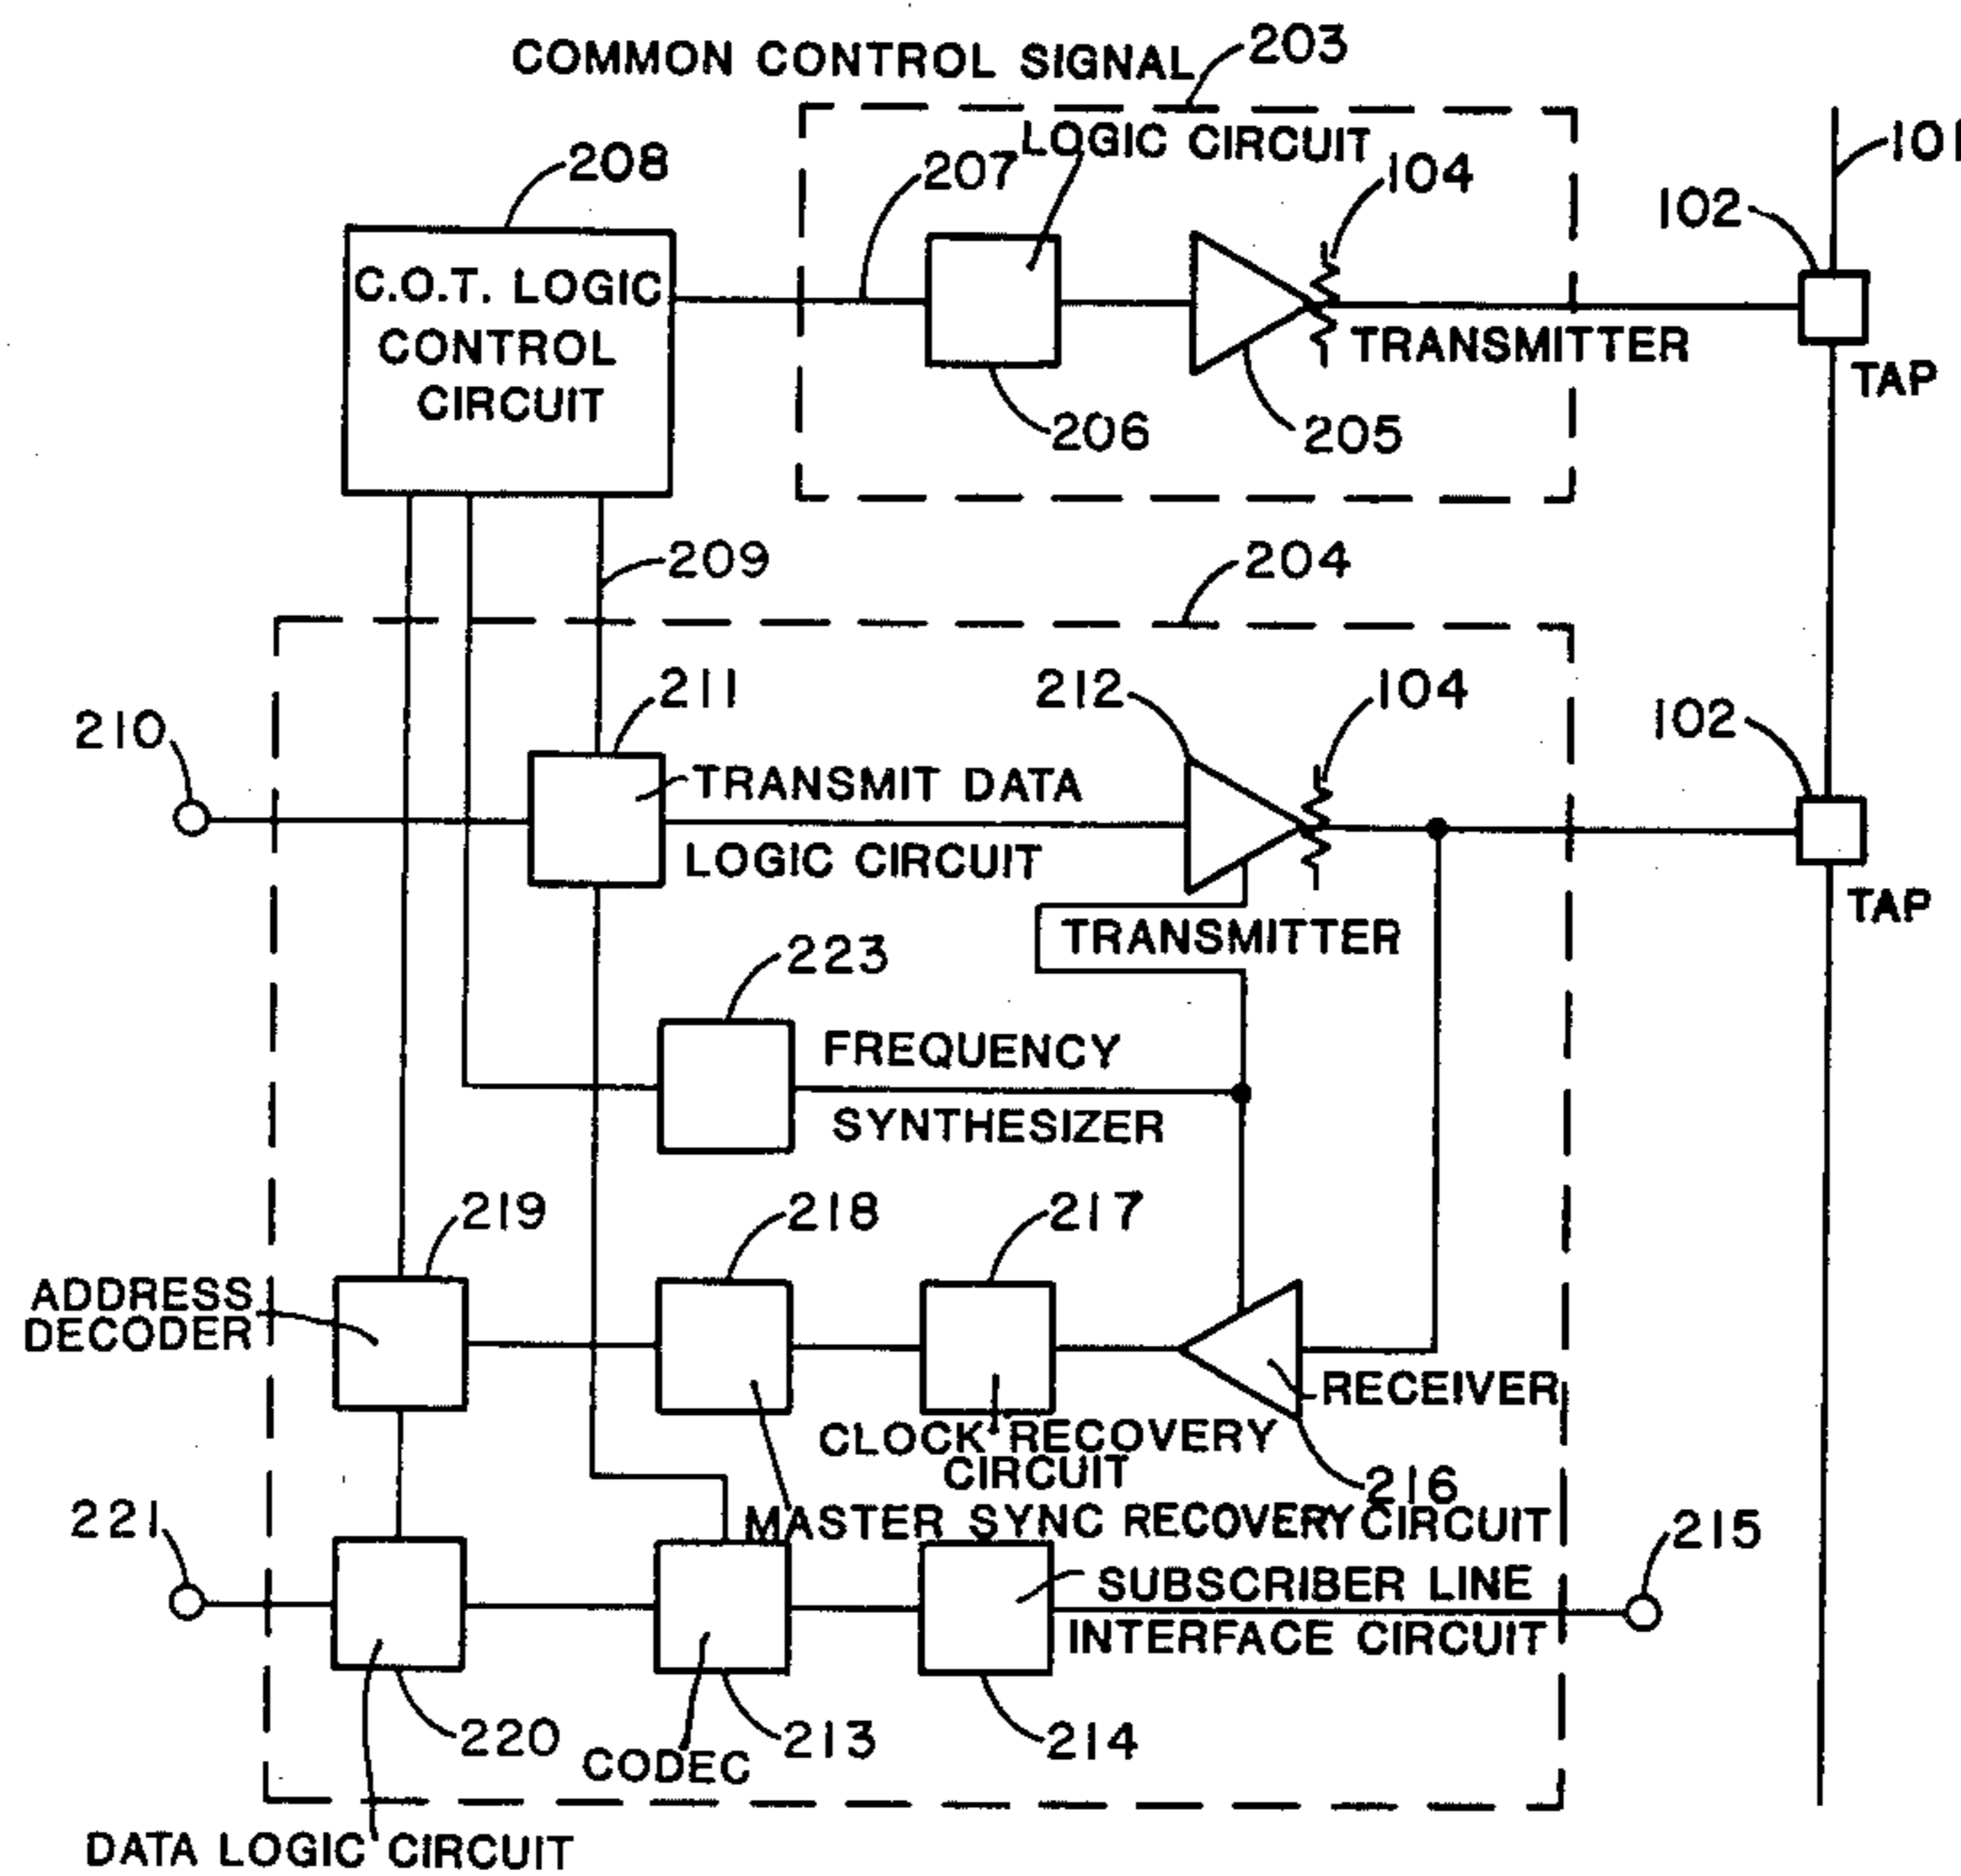 COMMON CONTROL SIGNAL
203
LOGIC CIRCUIT
101
208
207
104
102
C.O.T. LOGIC
CONTROL
CIRCUIT
TRANSMITTER
TAP
206
205
209
204
211
212
104
102
210
TRANSMIT DATA
LOGIC CIRCUIT
TAP
TRANSMITTER
223
FREQUENCY
SYNTHESIZER
219
218
217
ADDRESS
DECODER
RECEIVER
CLOCK RECOVERY
CIRCUIT
216
221
MASTER SYNC RECOVERY CIRCUIT
215
SUBSCRIBER LINE
INTERFACE CIRCUIT
220
CODEC
213
214
DATA LOGIC CIRCUIT